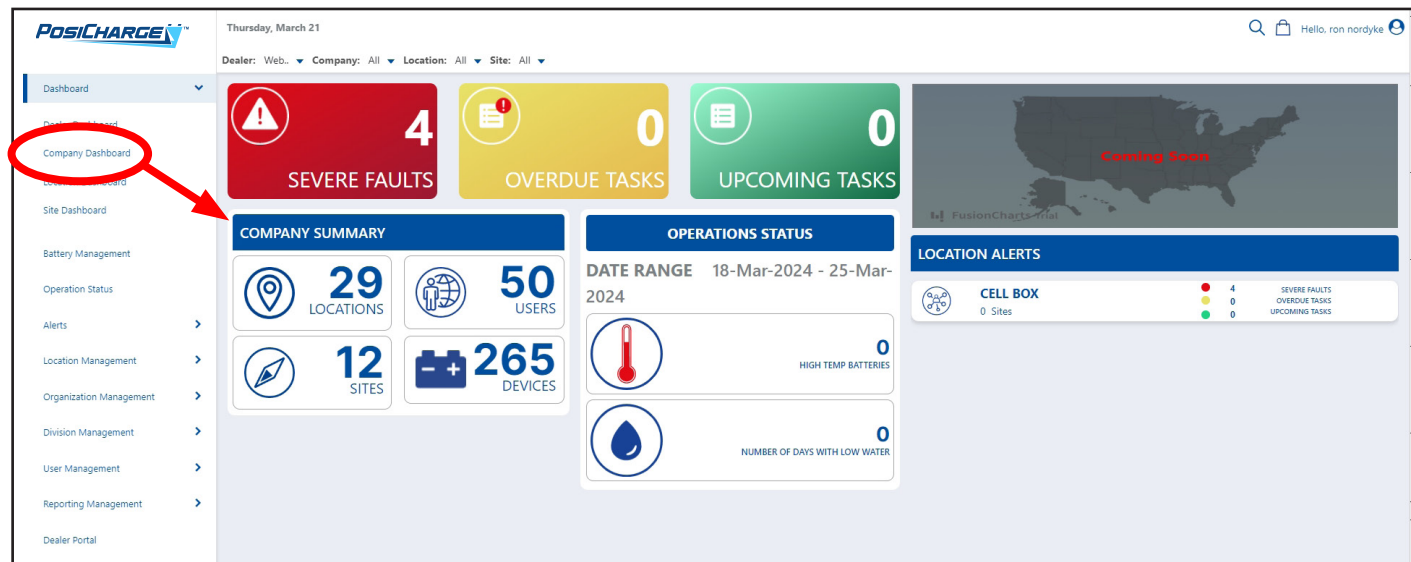 POSICHARGE™
Thursday, March 21
Hello, ron nordyke
Dealer: Web.. Company: All Location: All Site: All
Dashboard
Dealer Dashboard
Company Dashboard
Location Dashboard
Site Dashboard
Battery Management
Operation Status
Alerts
Location Management
Organization Management
Division Management
User Management
Reporting Management
Dealer Portal
4
SEVERE FAULTS
0
OVERDUE TASKS
0
UPCOMING TASKS
COMPANY SUMMARY
29
LOCATIONS
50
USERS
12
SITES
265
DEVICES
OPERATIONS STATUS
DATE RANGE 18-Mar-2024 - 25-Mar-
2024
0
HIGH TEMP BATTERIES
0
NUMBER OF DAYS WITH LOW WATER
Coming Soon
FusionCharts Trial
LOCATION ALERTS
CELL BOX
0 Sites
4 SEVERE FAULTS
0 OVERDUE TASKS
0 UPCOMING TASKS